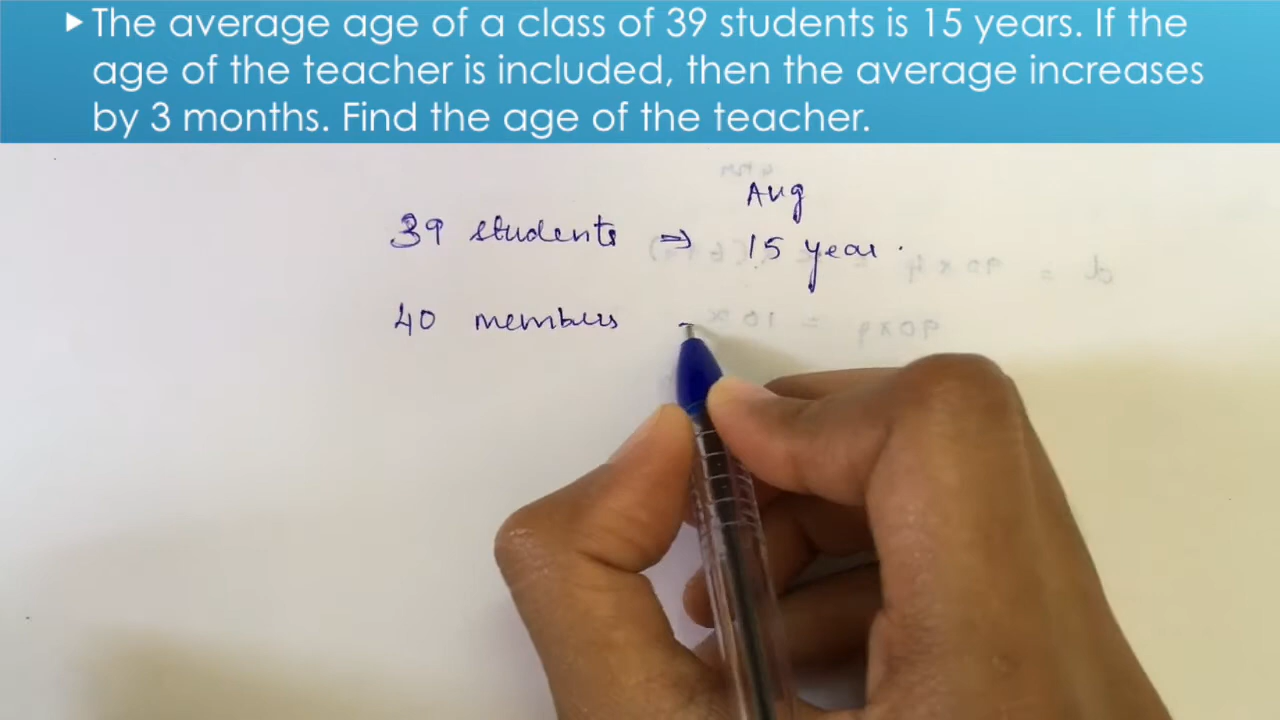 The average age of a class of 39 students is 15 years. If the
age of the teacher is included, then the average increases
by 3 months. Find the age of the teacher.
Avg
39 students ⇒ 15 year.
40 members -